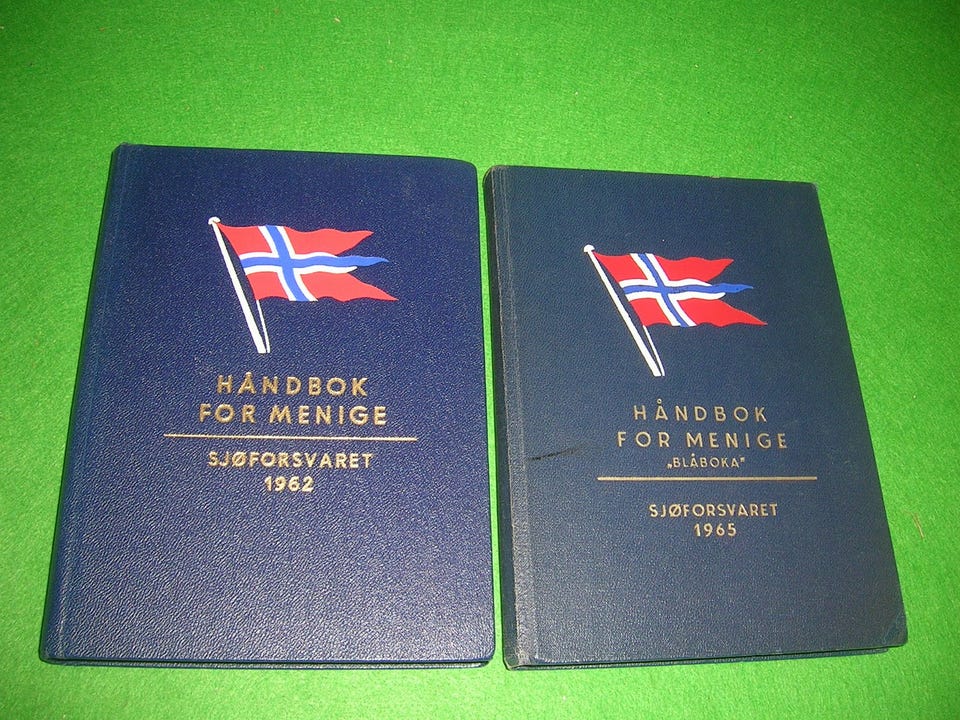 HÅNDBOK
FOR MENIGE
SJØFORSVARET
1962
HÅNDBOK
FOR MENIGE
„BLÅBOKA"
SJØFORSVARET
1965